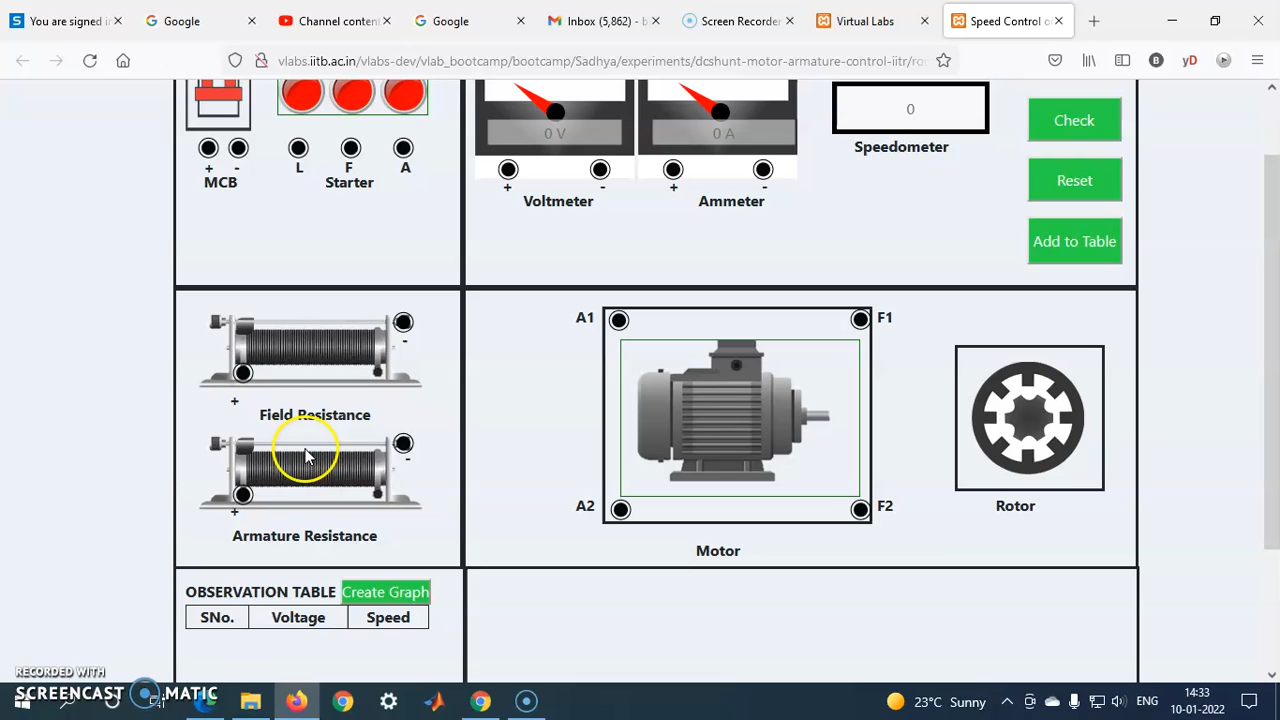 You are signed i
Google
Channel conten
Google
Inbox (5,862) - b
Screen Recorder
Virtual Labs
Speed Control o
vlabs.iitb.ac.in/vlabs-dev/vlab_bootcamp/bootcamp/Sadhya/experiments/dcshunt-motor-armature-control-iitr/ro
B
yD
+ -
MCB
L F A
Starter
0 V
+ -
Voltmeter
0 A
+ -
Ammeter
0
Speedometer
Check
Reset
Add to Table
-
+
Field Resistance
-
+
Armature Resistance
A1
F1
A2
F2
Motor
Rotor
OBSERVATION TABLE
Create Graph
SNo. Voltage Speed
RECORDED WITH
SCREENCAST MATIC
23°C Sunny
ENG
14:33
10-01-2022